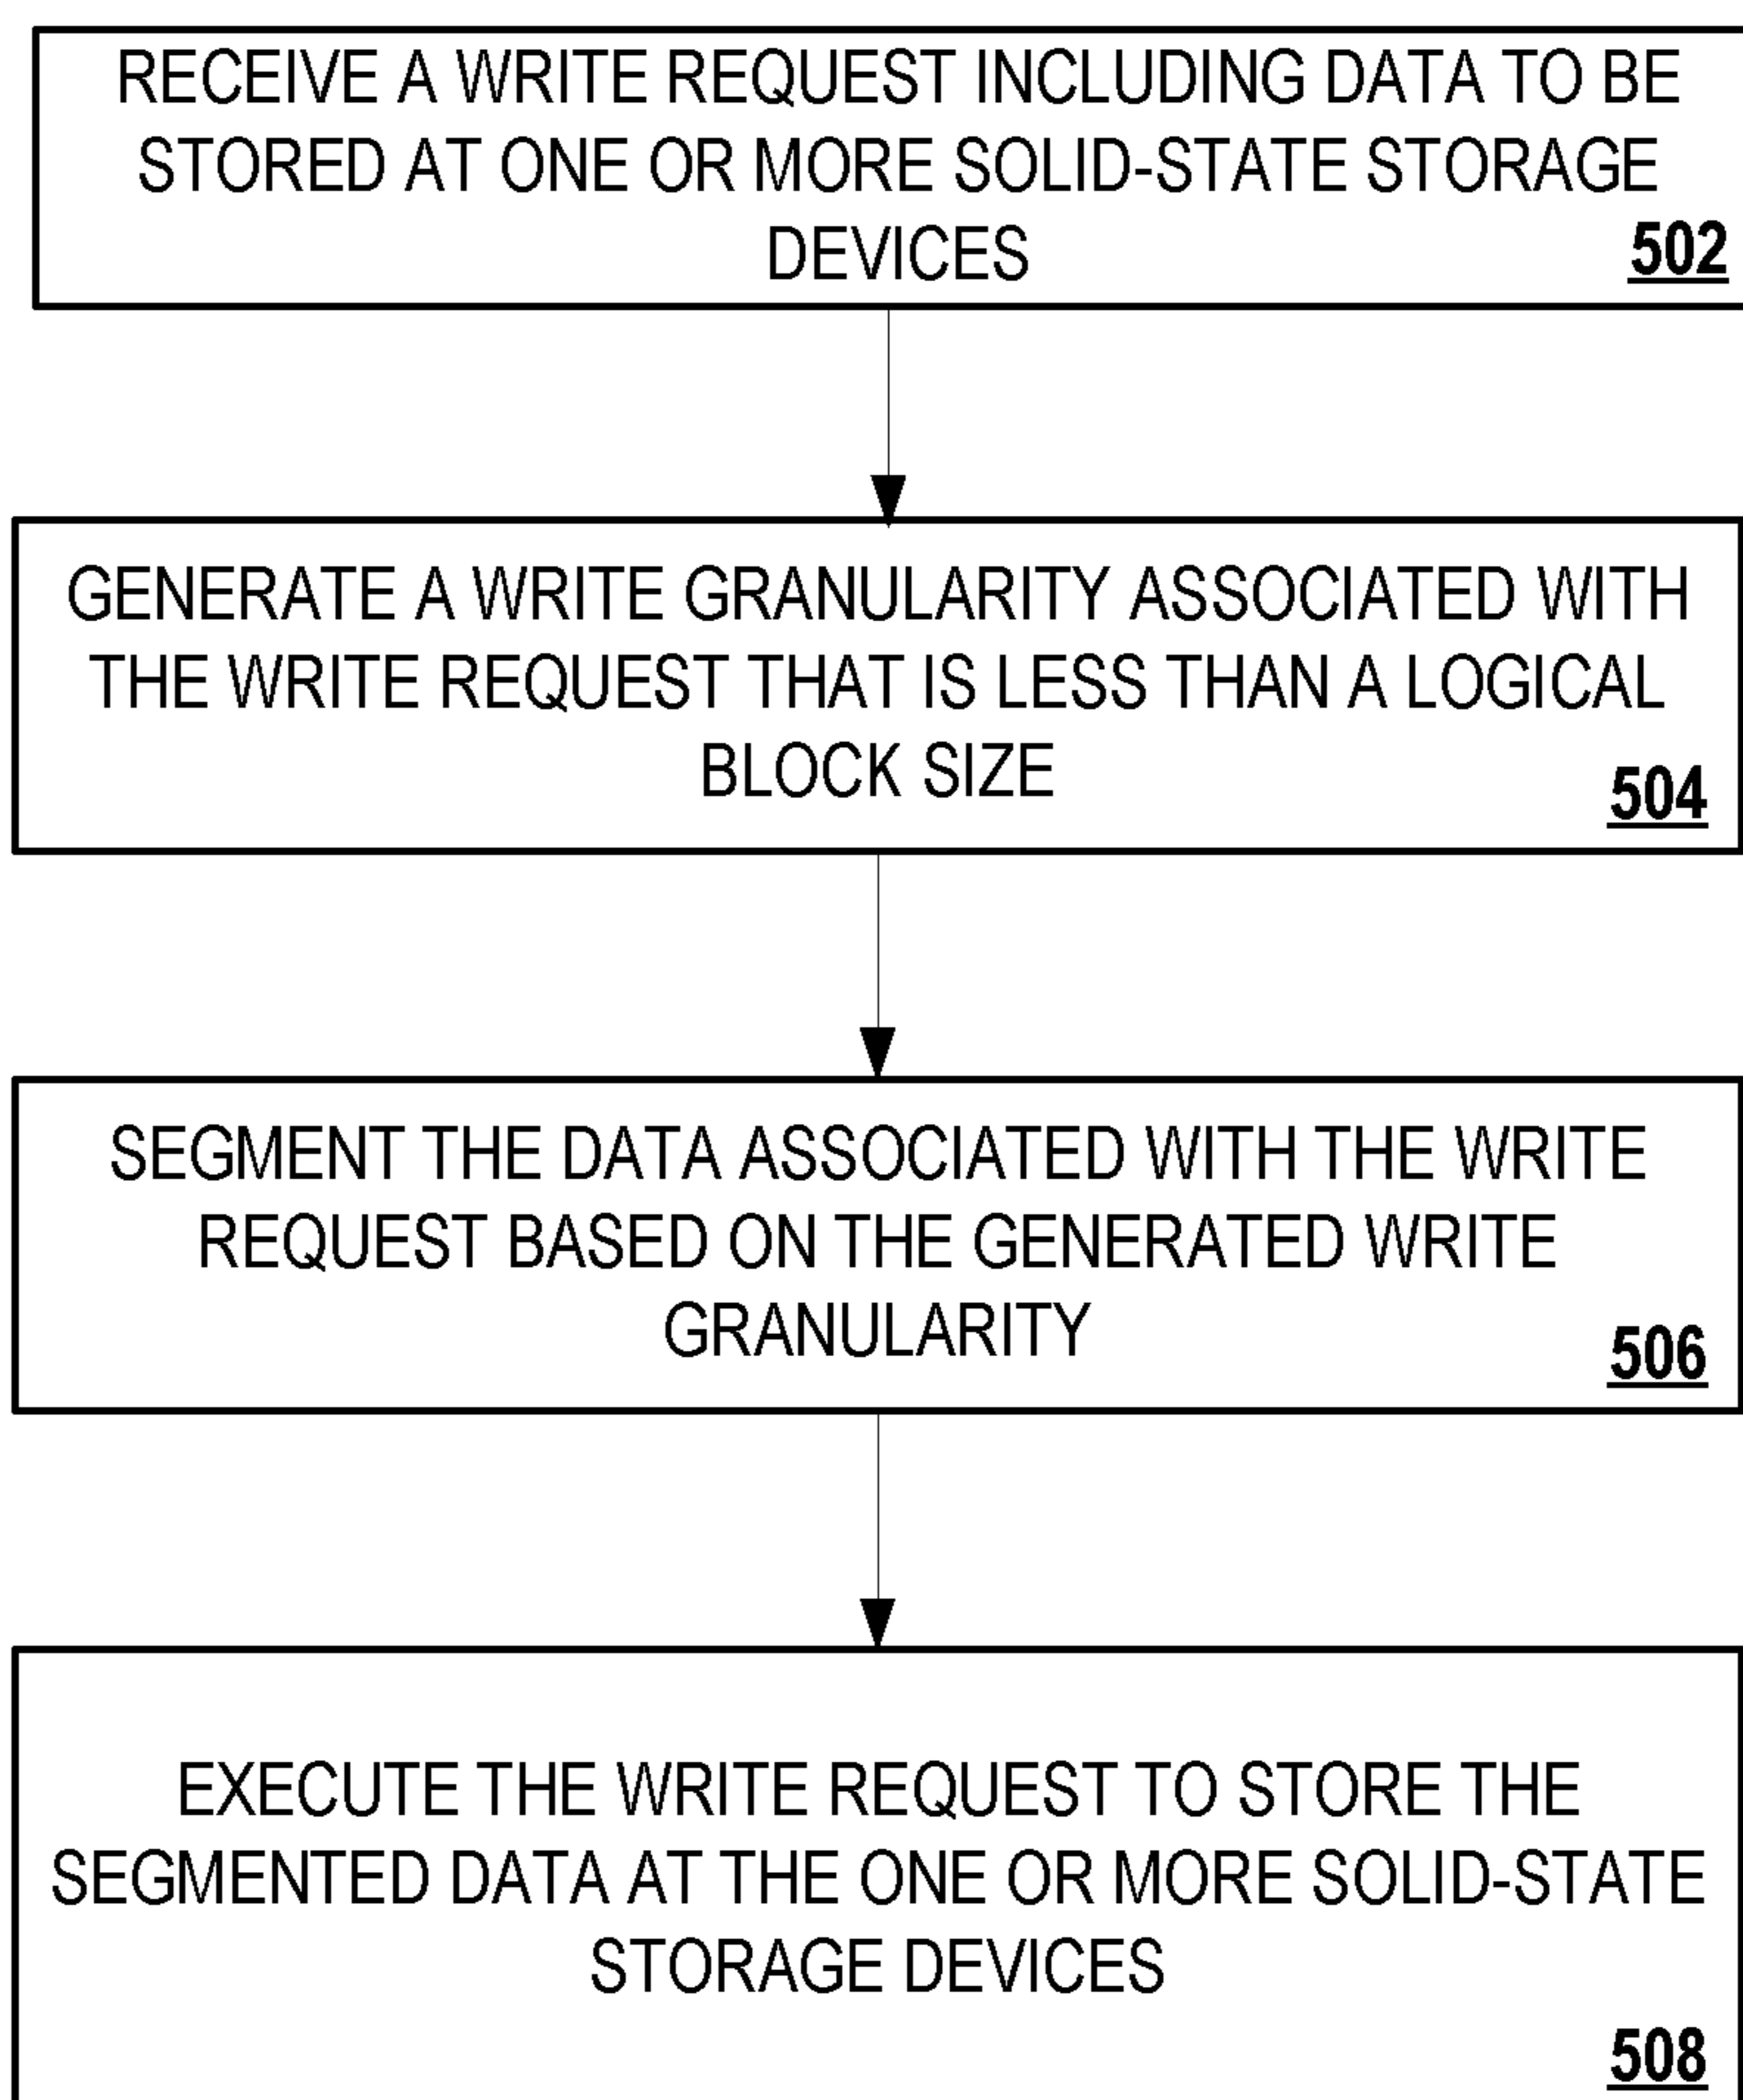 RECEIVE A WRITE REQUEST INCLUDING DATA TO BE
STORED AT ONE OR MORE SOLID-STATE STORAGE
DEVICES
502
GENERATE A WRITE GRANULARITY ASSOCIATED WITH
THE WRITE REQUEST THAT IS LESS THAN A LOGICAL
BLOCK SIZE
504
SEGMENT THE DATA ASSOCIATED WITH THE WRITE
REQUEST BASED ON THE GENERATED WRITE
GRANULARITY
506
EXECUTE THE WRITE REQUEST TO STORE THE
SEGMENTED DATA AT THE ONE OR MORE SOLID-STATE
STORAGE DEVICES
508